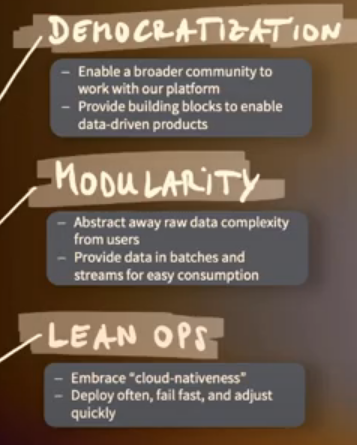 DEMOCRATIZATION
– Enable a broader community to
work with our platform
– Provide building blocks to enable
data-driven products
MODULARITY
– Abstract away raw data complexity
from users
– Provide data in batches and
streams for easy consumption
LEAN OPS
– Embrace “cloud-nativeness”
– Deploy often, fail fast, and adjust
quickly